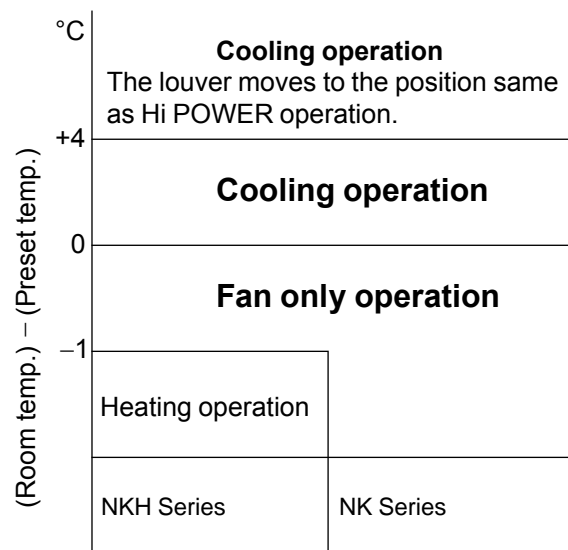 °C
Cooling operation
The louver moves to the position same
as Hi POWER operation.
+4
Cooling operation
0
Fan only operation
−1
Heating operation
NKH Series
NK Series
(Room temp.) − (Preset temp.)